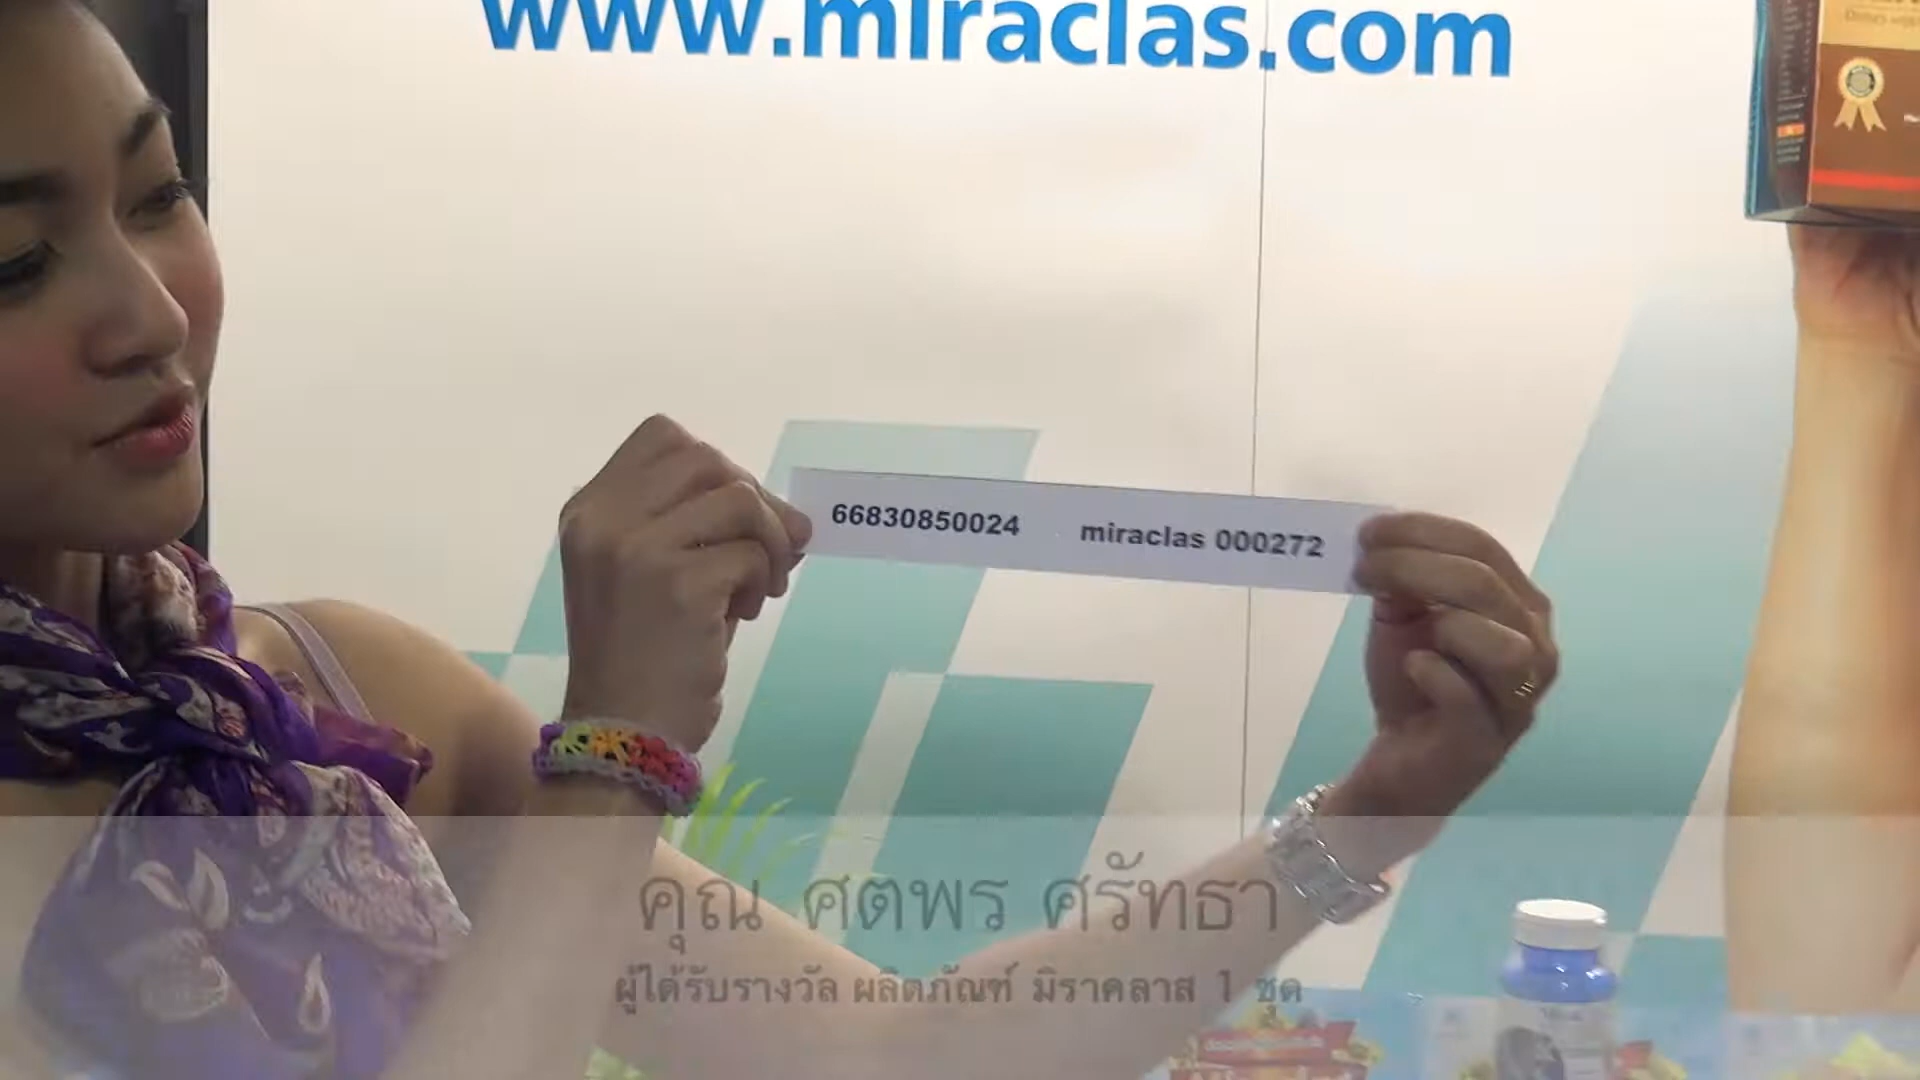 www.miraclas.com
66830850024 miraclas 000272
คุณ ศตพร ศรัทธา
ผู้ได้รับรางวัล ผลิตภัณฑ์ มิราคลาส 1 ชุด